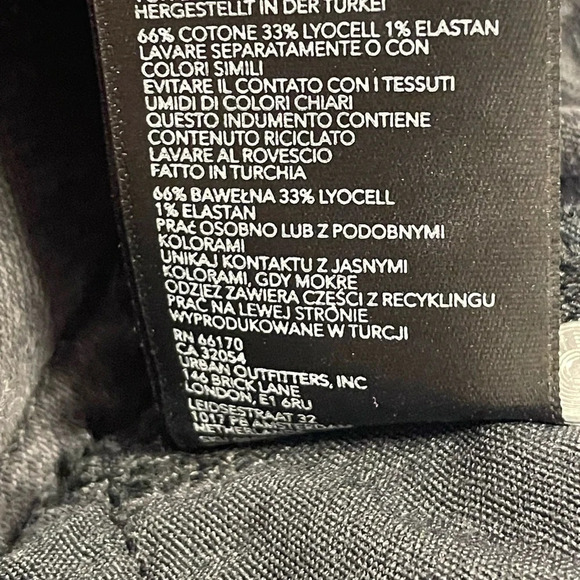 HERGESTELLT IN DER TÜRKEI
66% COTONE 33% LYOCELL 1% ELASTAN
LAVARE SEPARATAMENTE O CON
COLORI SIMILI
EVITARE IL CONTATO CON I TESSUTI
UMIDI DI COLORI CHIARI
QUESTO INDUMENTO CONTIENE
CONTENUTO RICICLATO
LAVARE AL ROVESCIO
FATTO IN TURCHIA
66% BAWEŁNA 33% LYOCELL
1% ELASTAN
PRAĆ OSOBNO LUB Z PODOBNYMI
KOLORAMI
UNIKAJ KONTAKTU Z JASNYMI
KOLORAMI, GDY MOKRE
ODZIEŻ ZAWIERA CZĘŚCI Z RECYKLINGU
PRAĆ NA LEWEJ STRONIE
WYPRODUKOWANE W TURCJI
RN 66170
CA 32054
URBAN OUTFITTERS, INC
146 BRICK LANE
LONDON, E1 6RU
LEIDSESTRAAT 32
1017 PB